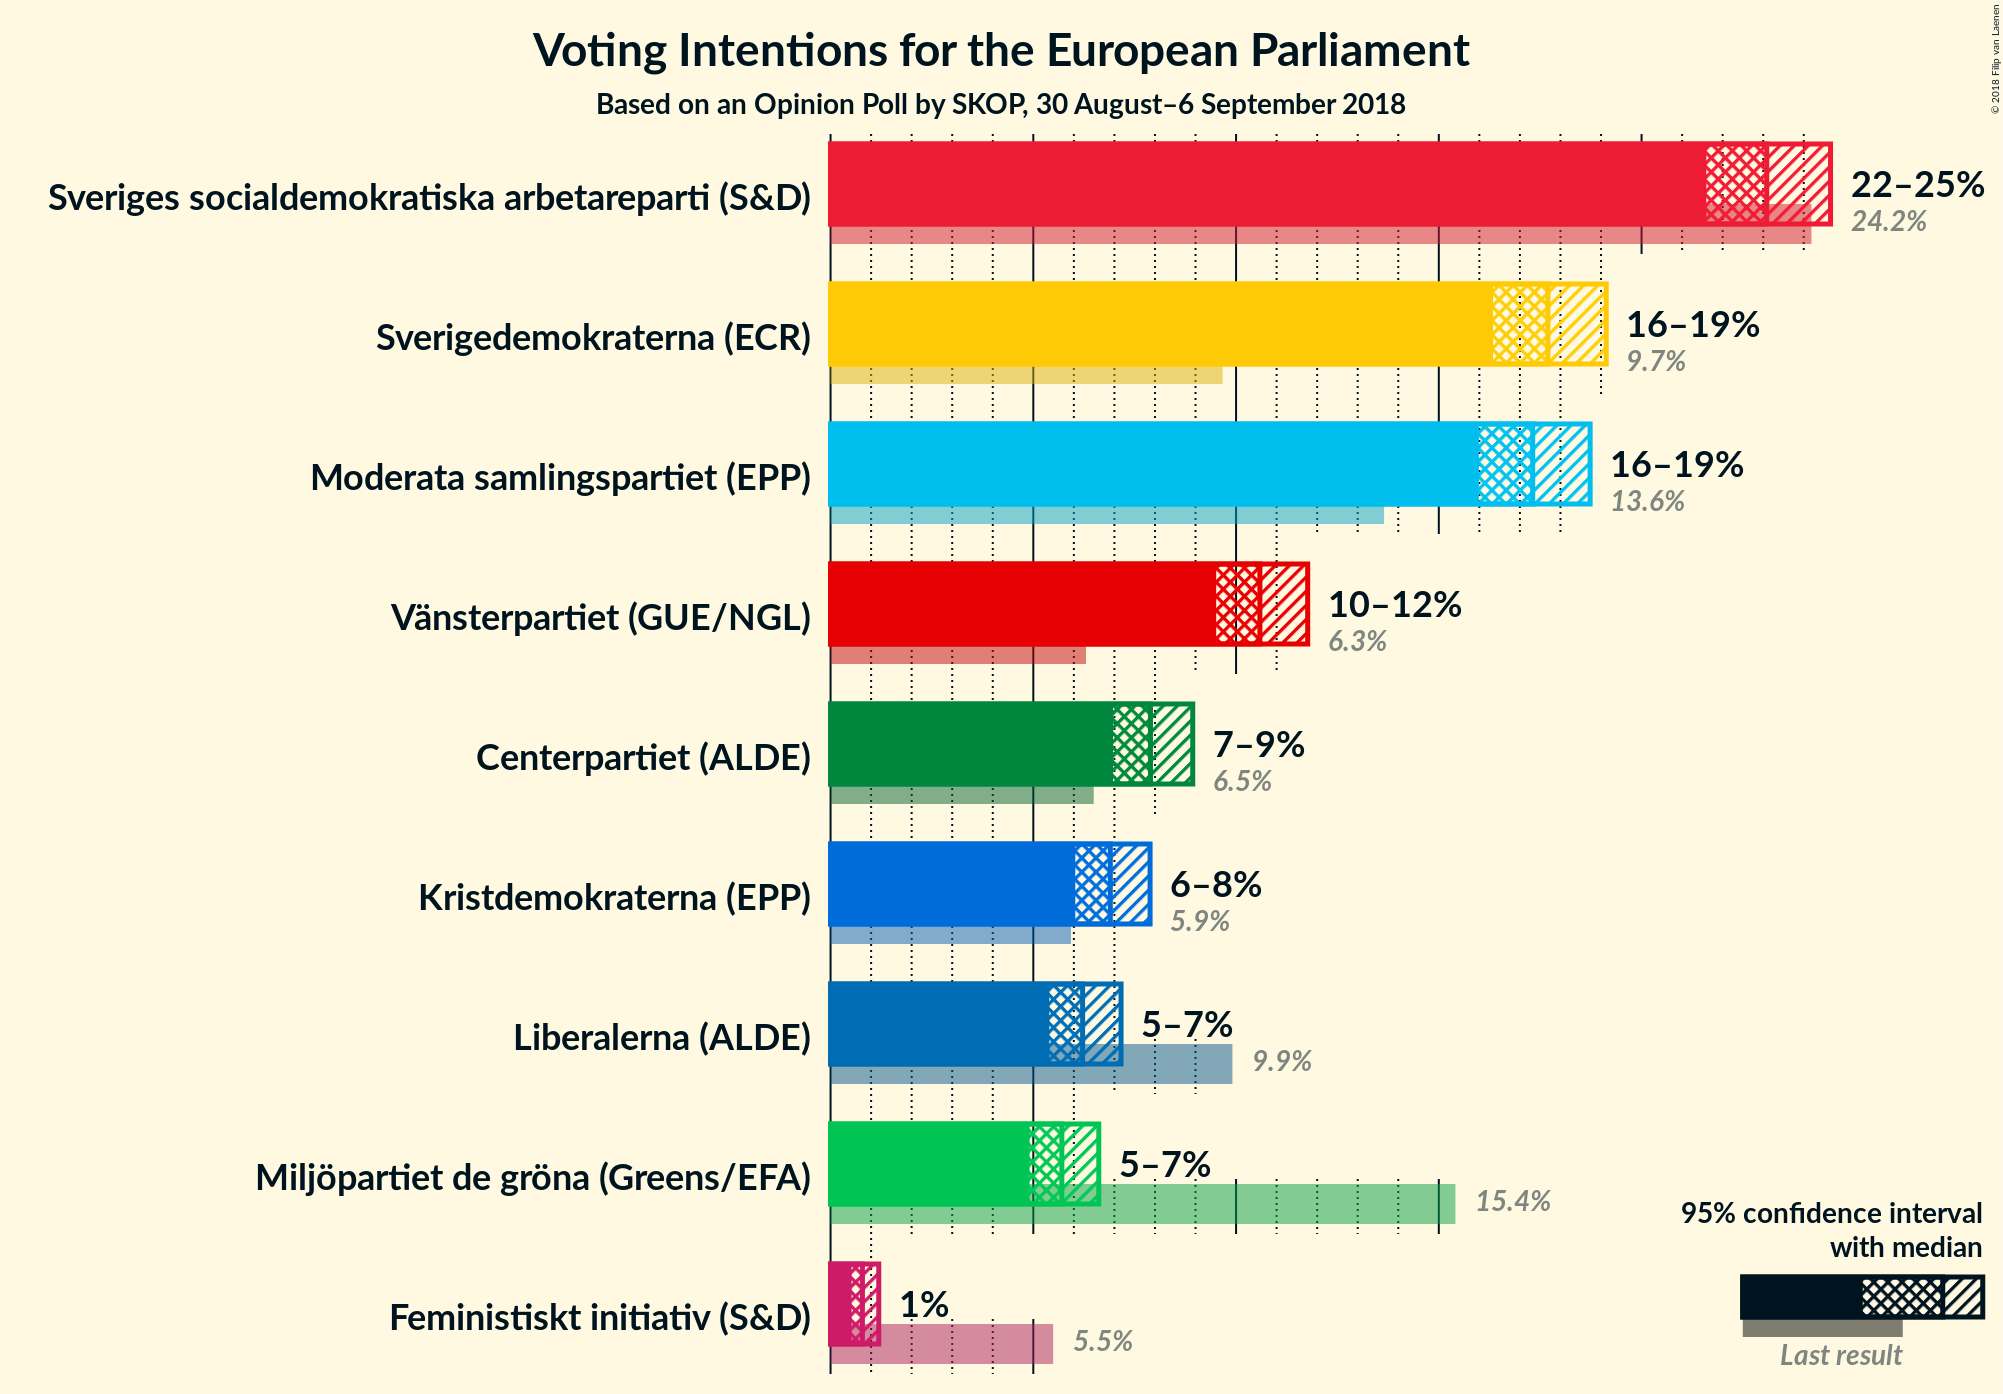 Voting Intentions for the European Parliament
Based on an Opinion Poll by SKOP, 30 August–6 September 2018
© 2018 Filip van Laenen
Sveriges socialdemokratiska arbetareparti (S&D)
22–25%
24.2%
Sverigedemokraterna (ECR)
16–19%
9.7%
Moderata samlingspartiet (EPP)
16–19%
13.6%
Vänsterpartiet (GUE/NGL)
10–12%
6.3%
Centerpartiet (ALDE)
7–9%
6.5%
Kristdemokraterna (EPP)
6–8%
5.9%
Liberalerna (ALDE)
5–7%
9.9%
Miljöpartiet de gröna (Greens/EFA)
5–7%
15.4%
Feministiskt initiativ (S&D)
1%
5.5%
95% confidence interval
with median
Last result